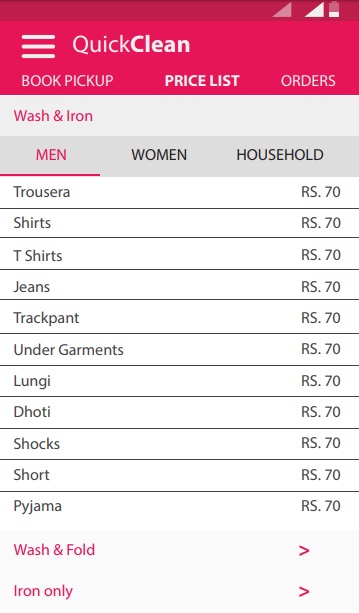 QuickClean
BOOK PICKUP PRICE LIST ORDERS
Wash & Iron
MEN WOMEN HOUSEHOLD
Trousera RS. 70
Shirts RS. 70
T Shirts RS. 70
Jeans RS. 70
Trackpant RS. 70
Under Garments RS. 70
Lungi RS. 70
Dhoti RS. 70
Shocks RS. 70
Short RS. 70
Pyjama RS. 70
Wash & Fold >
Iron only >